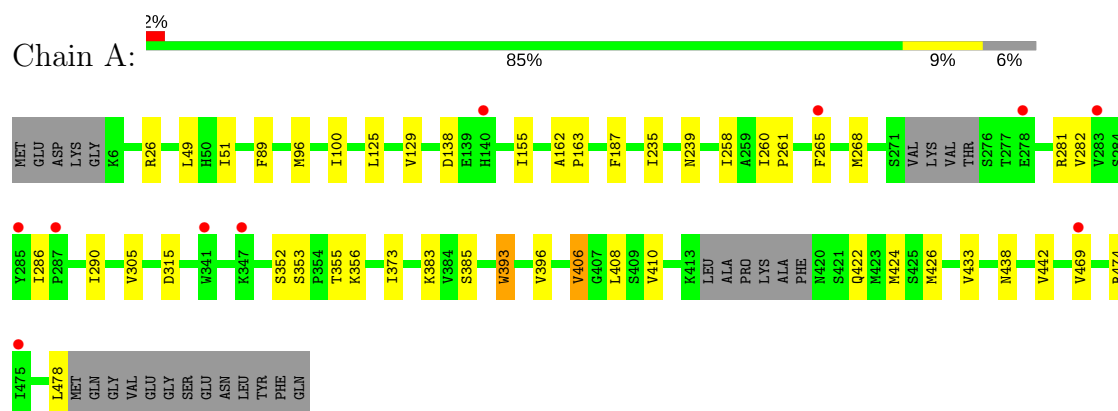 2%
Chain A:
85% 9% 6%
MET GLU ASP LYS GLY K6 R26 L49 H50 I51 F89 M96 I100 L125 V129 D138 E139 H140 I155 A162 P163 F187 I235 N239 T258 A259 I260 P261 F265 M268 S271 VAL LYS VAL THR S276 T277 E278 R281 V282 V283 S284
Y285 I286 P287 I290 V305 D315 W341 K347 S352 S353 P354 T355 K356 I373 K383 V384 S385 W393 V396 V406 G407 L408 S409 V410 K413 LEU ALA PRO LYS ALA PHE N420 S421 Q422 M423 M424 S425 M426 V433 N438 V442 V469 R474
I475 L478 MET GLN GLY VAL GLU GLY SER GLU ASN LEU TYR PHE GLN